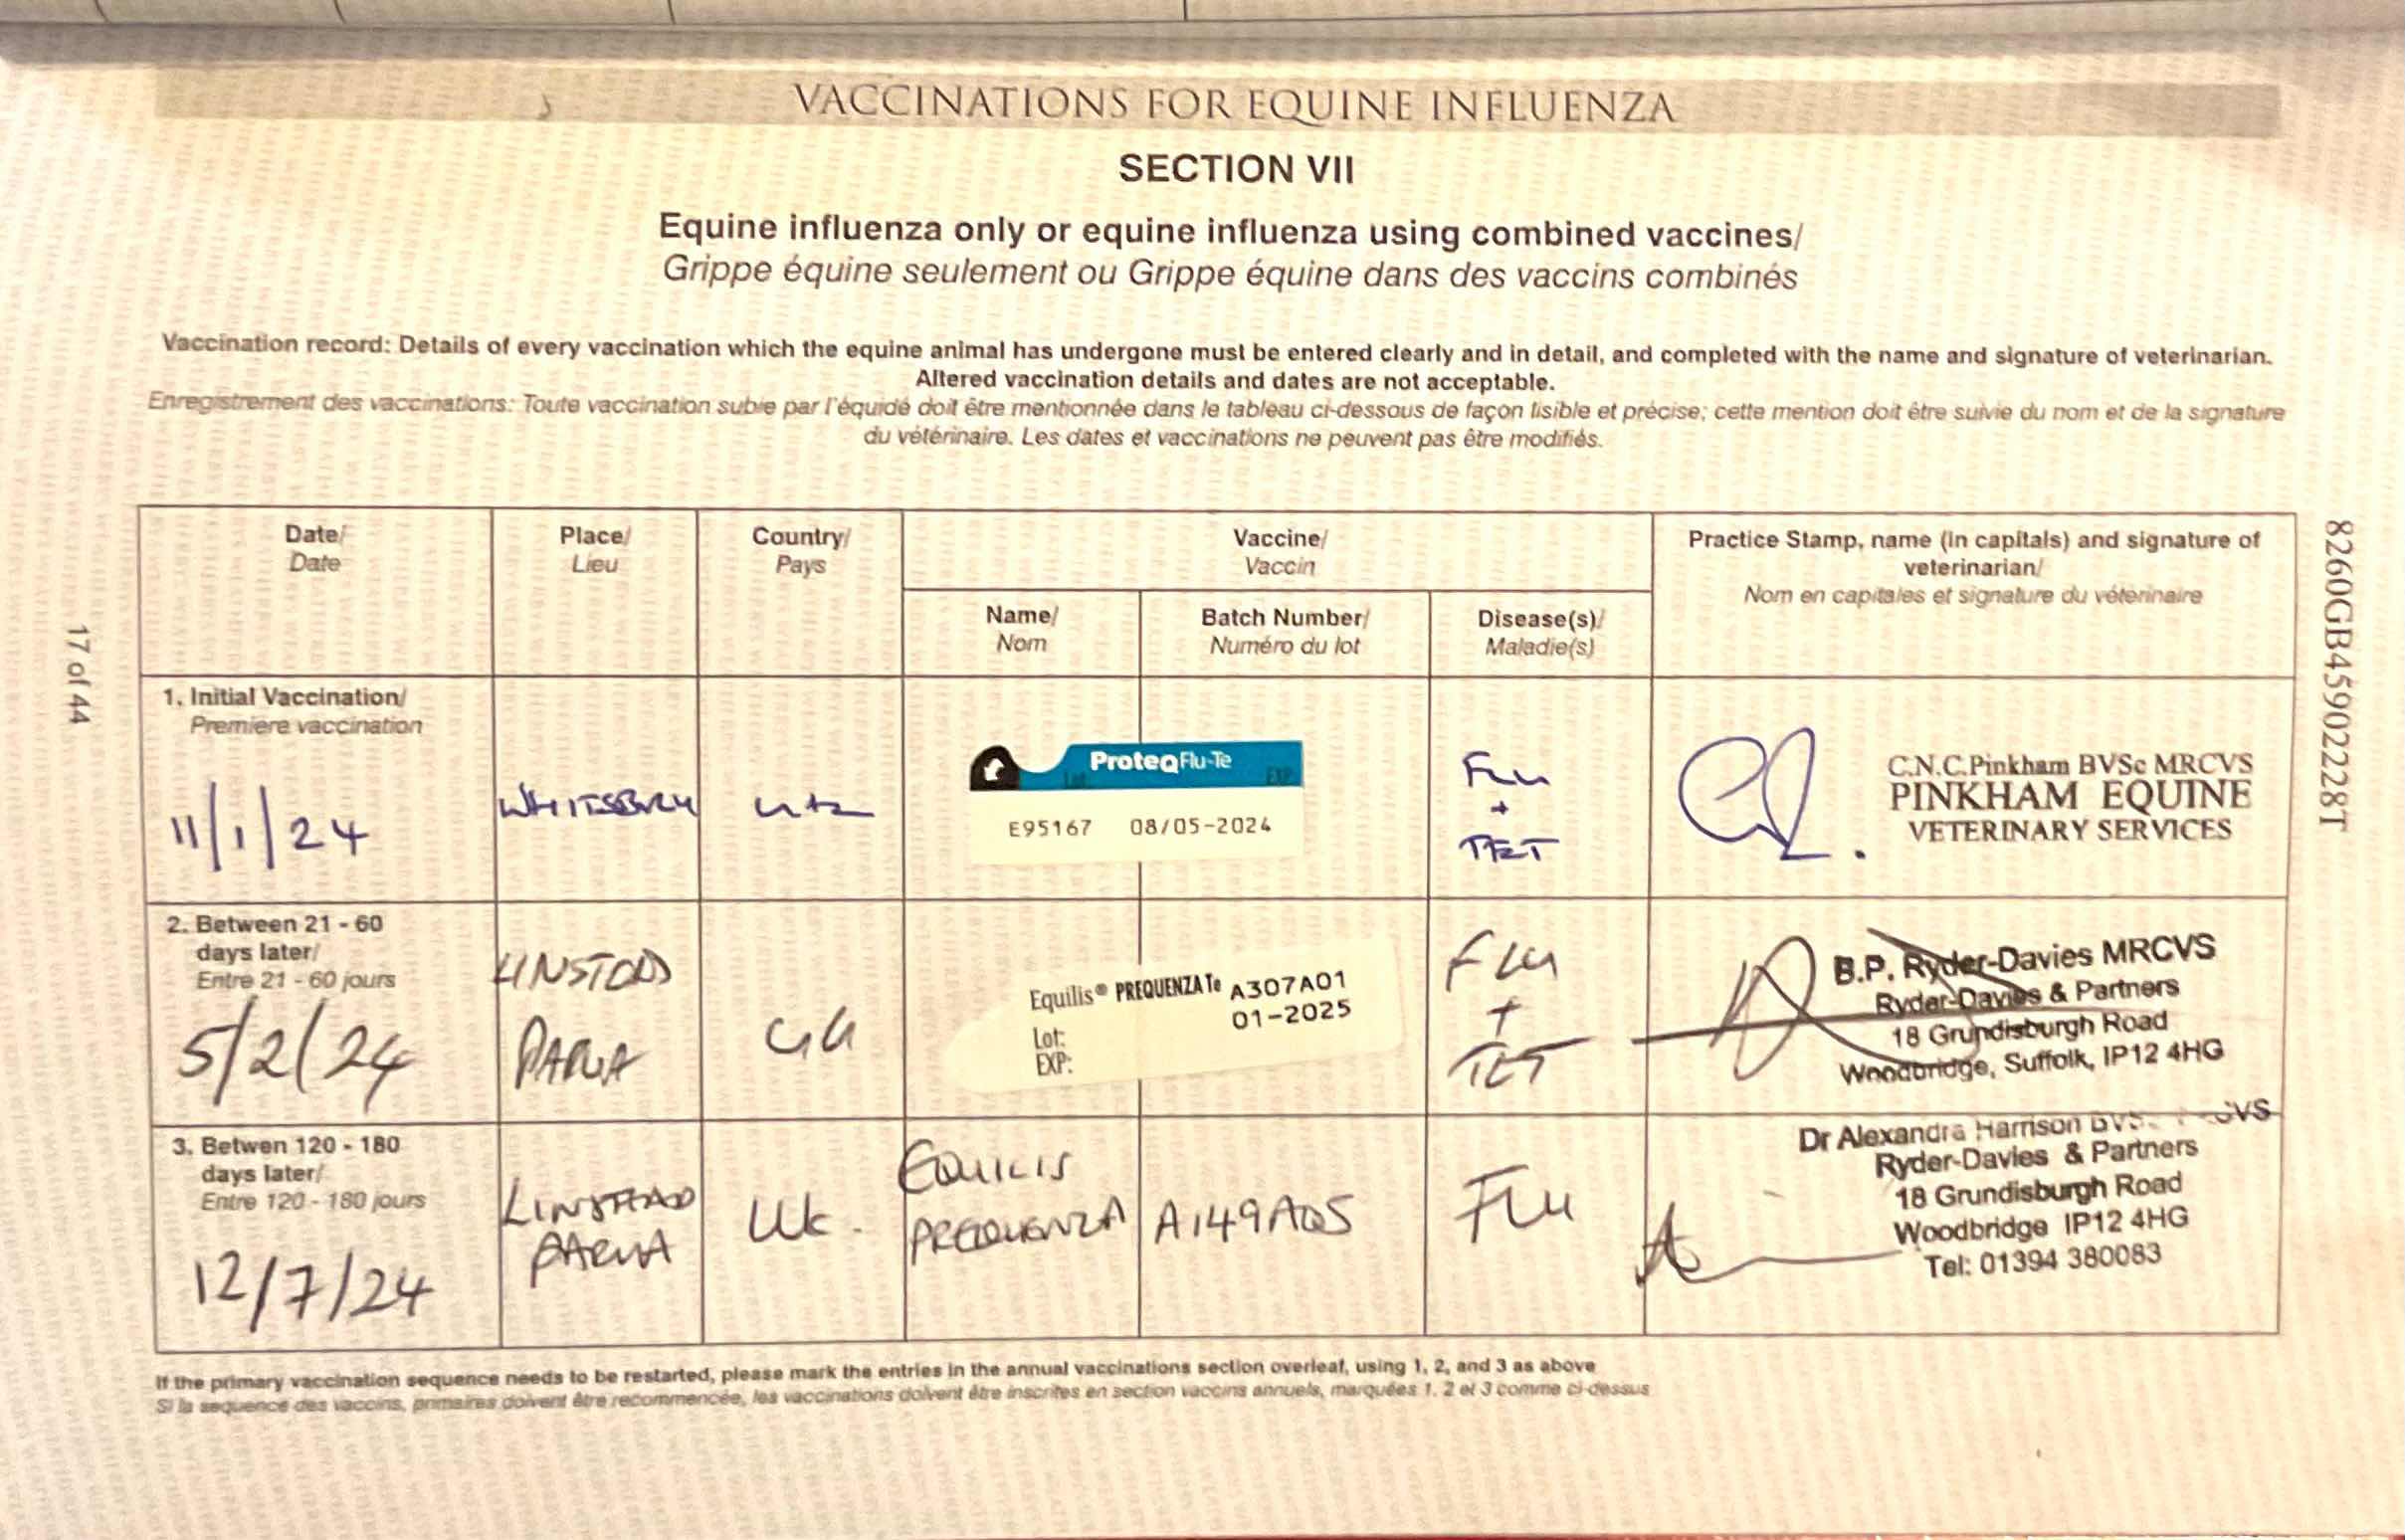 VACCINATIONS FOR EQUINE INFLUENZA
SECTION VII
Equine influenza only or equine influenza using combined vaccines/
Grippe équine seulement ou Grippe équine dans des vaccins combinés
Vaccination record: Details of every vaccination which the equine animal has undergone must be entered clearly and in detail, and completed with the name and signature of veterinarian.
Altered vaccination details and dates are not acceptable.
Enregistrement des vaccinations: Toute vaccination subie par l'équidé doit être mentionnée dans le tableau ci-dessous de façon lisible et précise; cette mention doit être suivie du nom et de la signature
du vétérinaire. Les dates et vaccinations ne peuvent pas être modifiés.
Date/
Date
Place/
Lieu
Country/
Pays
Vaccine/
Vaccin
Name/
Nom
Batch Number/
Numéro du lot
Disease(s)/
Maladie(s)
Practice Stamp, name (in capitals) and signature of
veterinarian/
Nom en capitales et signature du vétérinaire
1. Initial Vaccination/
Premiere vaccination
11/1/24
WHITSBURY
ProteqFlu-Te
Lot
EXP
E95167 08/05-2024
FLU
+
TET
C.N.C.Pinkham BVSc MRCVS
PINKHAM EQUINE
VETERINARY SERVICES
2. Between 21 - 60
days later/
Entre 21 - 60 jours
5/2/24
PARVA
Equilis® PREQUENZA Te A307A01
01-2025
Lot:
EXP:
Flu
+
TET
B.P. Ryder-Davies MRCVS
Ryder-Davies & Partners
18 Grundisburgh Road
Woodbridge, Suffolk, IP12 4HG
3. Betwen 120 - 180
days later/
Entre 120 - 180 jours
12/7/24
LINSTEAD
PARVA
UK.
EQUILIS
PREQUENZA
A149A05
FLU
Dr Alexandra Harrison
Ryder-Davies & Partners
18 Grundisburgh Road
Woodbridge IP12 4HG
Tel: 01394 380083
If the primary vaccination sequence needs to be restarted, please mark the entries in the annual vaccinations section overleaf, using 1, 2, and 3 as above
Si la sequence des vaccins, primaires doivent être recommencée, les vaccinations doivent être inscrites en section vaccins annuels, marquées 1. 2 et 3 comme ci-dessus
17 of 44
8260GB459022228T